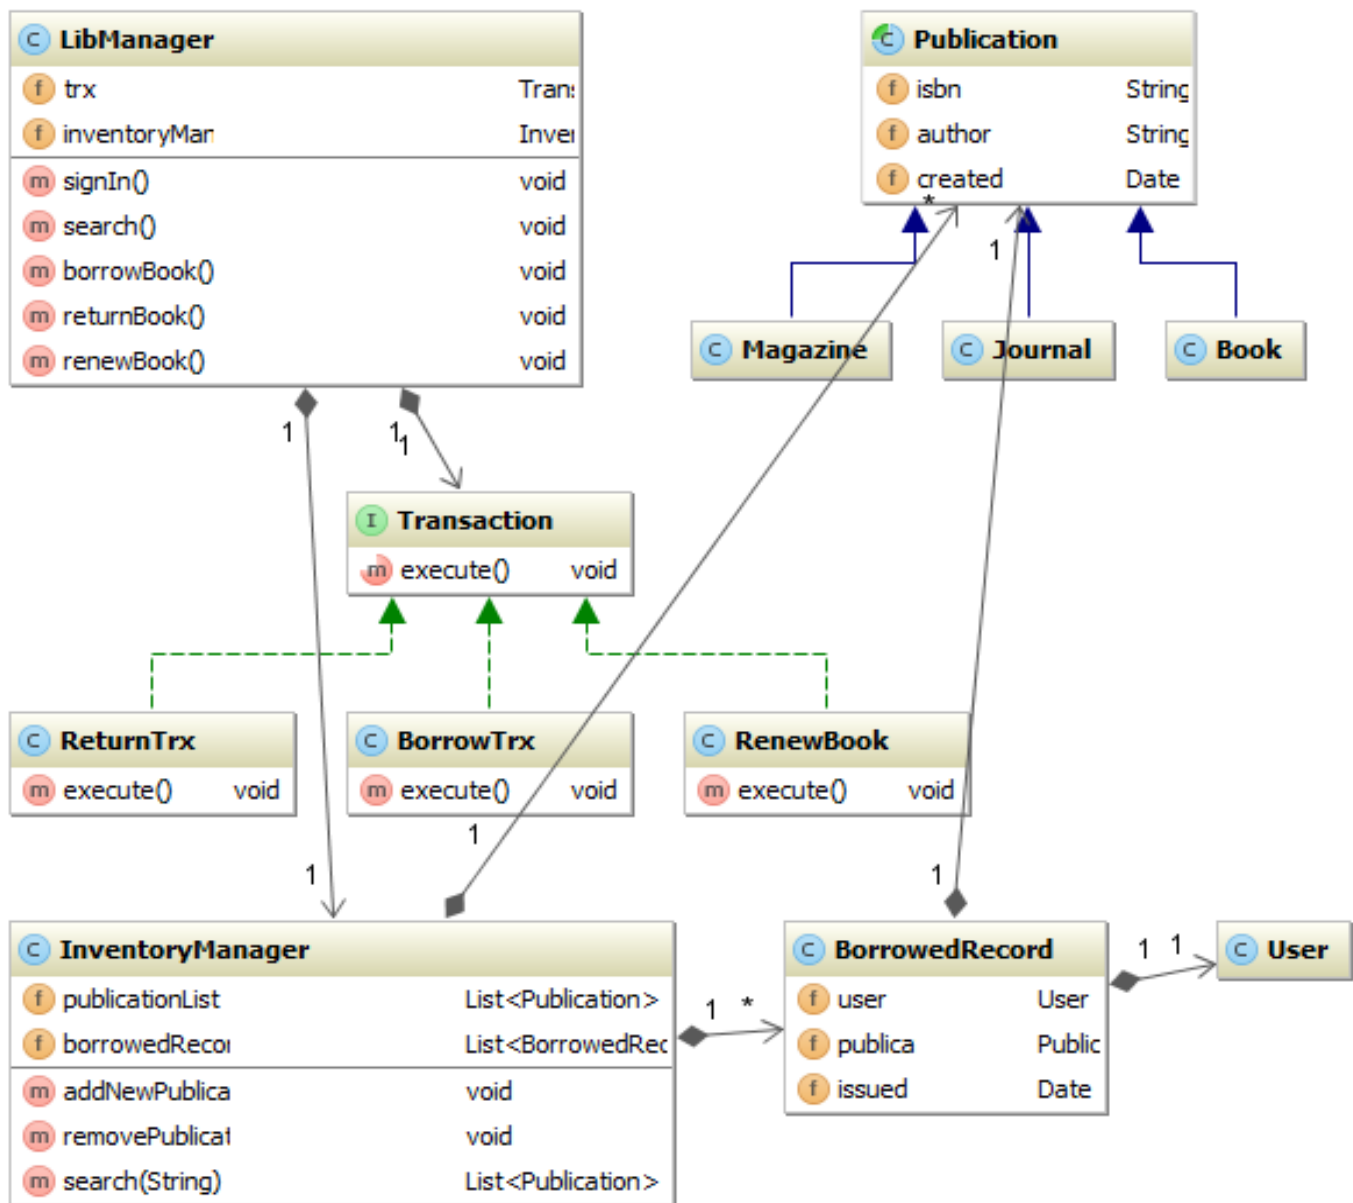 C LibManager
f trx Trans
f inventoryMan Inver
m signIn() void
m search() void
m borrowBook() void
m returnBook() void
m renewBook() void
C Publication
f isbn String
f author String
f created Date
*
1
C Magazine
C Journal
C Book
1
1
1
I Transaction
m execute() void
C ReturnTrx
m execute() void
C BorrowTrx
m execute() void
C RenewBook
m execute() void
1
1
1
C InventoryManager
f publicationList List<Publication>
f borrowedRecor List<BorrowedRec
m addNewPublica void
m removePublicat void
m search(String) List<Publication>
1 *
C BorrowedRecord
f user User
f publica Public
f issued Date
1 1
C User